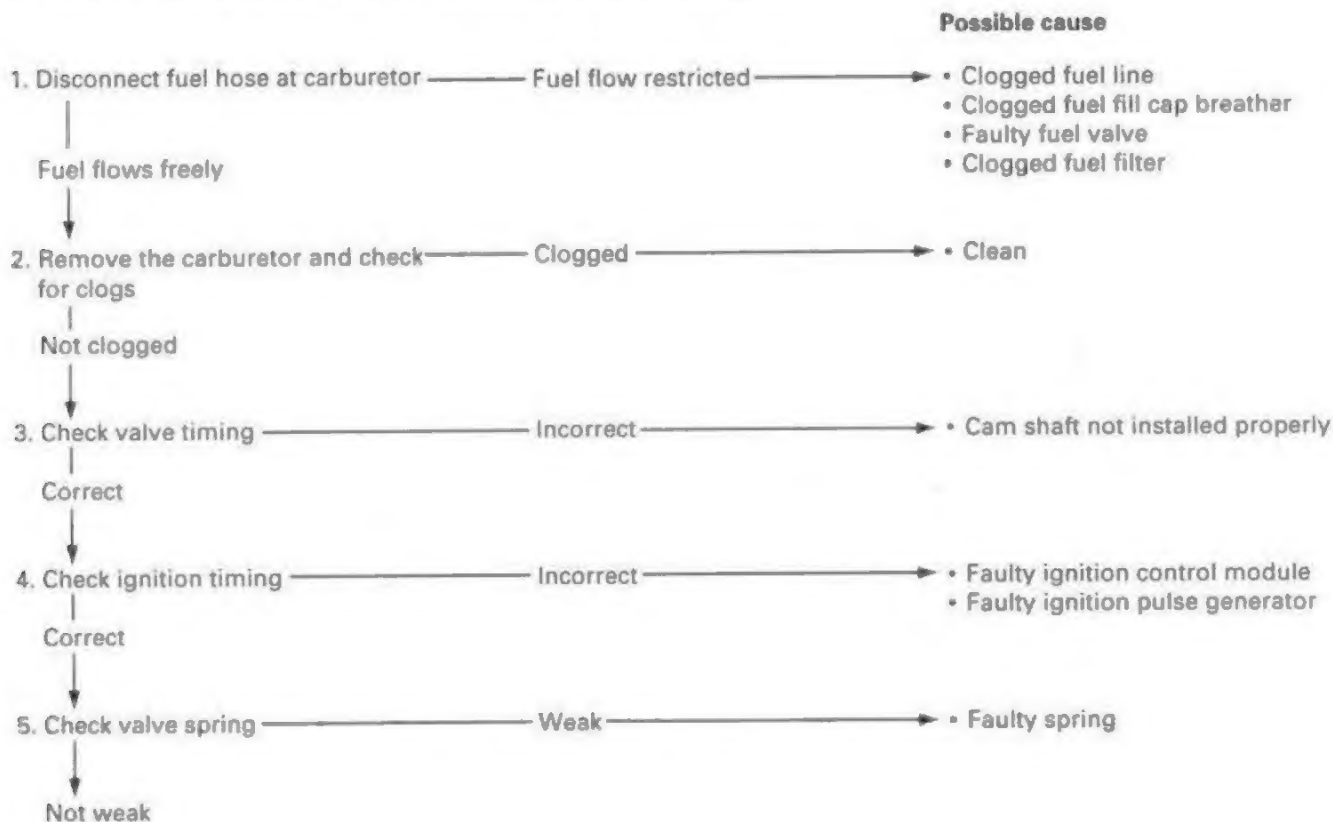 Possible cause
1. Disconnect fuel hose at carburetor Fuel flow restricted • Clogged fuel line
• Clogged fuel fill cap breather
• Faulty fuel valve
Fuel flows freely • Clogged fuel filter
2. Remove the carburetor and check Clogged • Clean
for clogs
Not clogged
3. Check valve timing Incorrect • Cam shaft not installed properly
Correct
4. Check ignition timing Incorrect • Faulty ignition control module
• Faulty ignition pulse generator
Correct
5. Check valve spring Weak • Faulty spring
Not weak